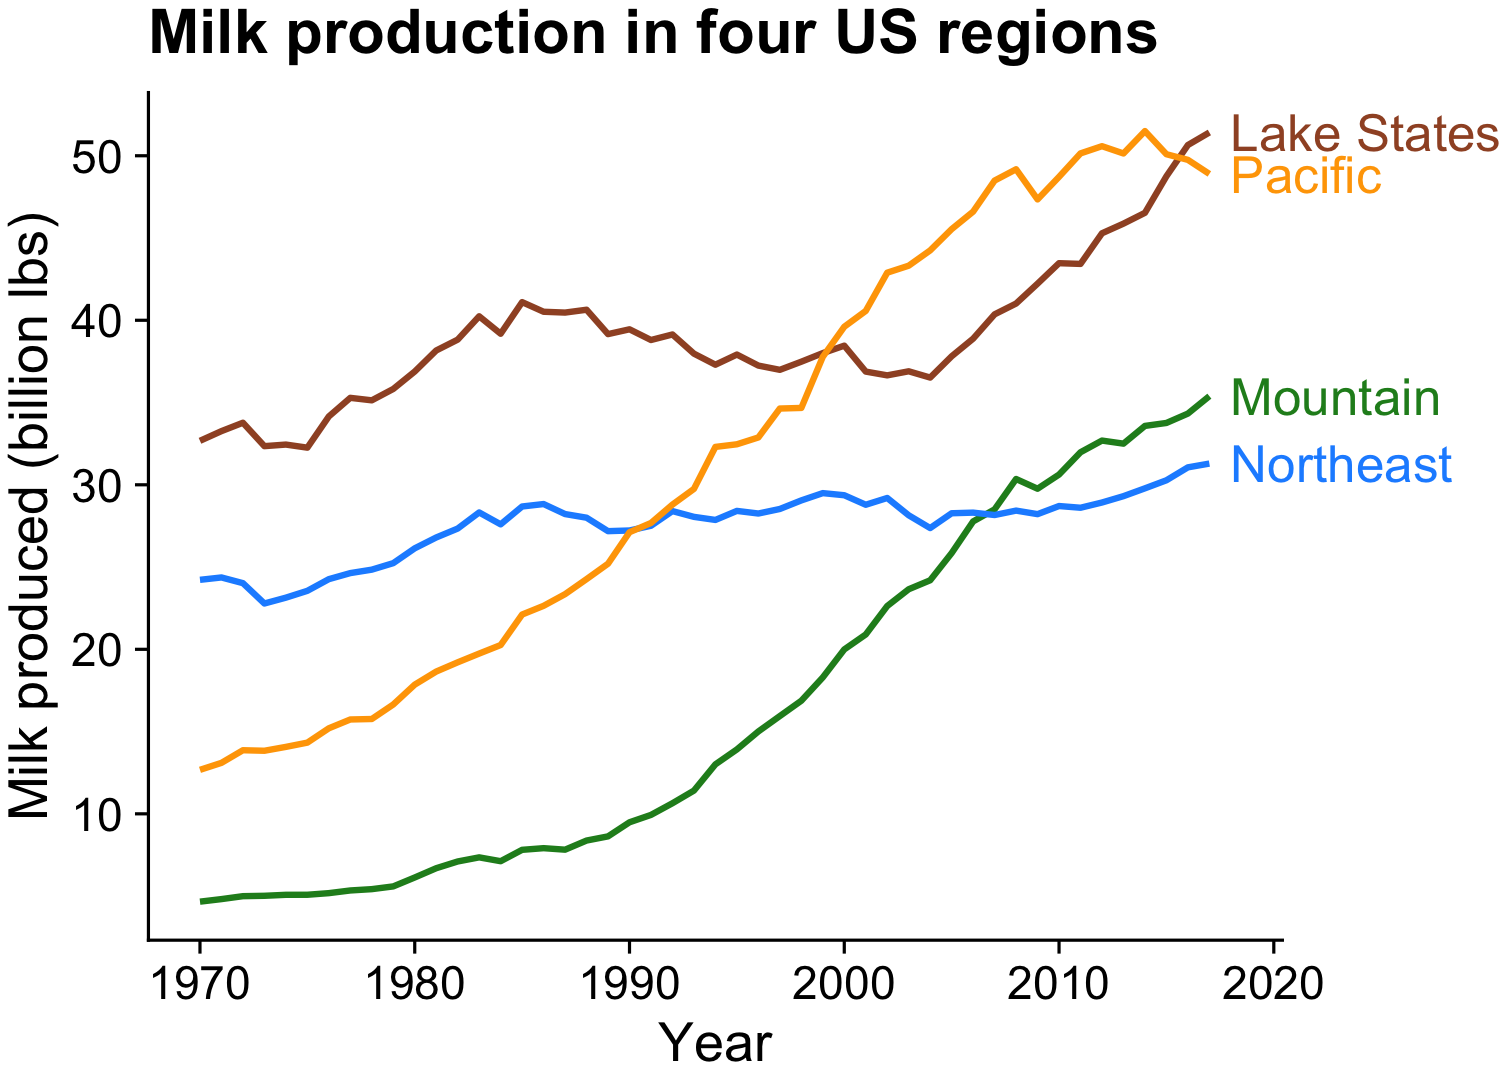 Milk production in four US regions
Milk produced (billion lbs)
50
40
30
20
10
Lake States
Pacific
Mountain
Northeast
1970 1980 1990 2000 2010 2020
Year